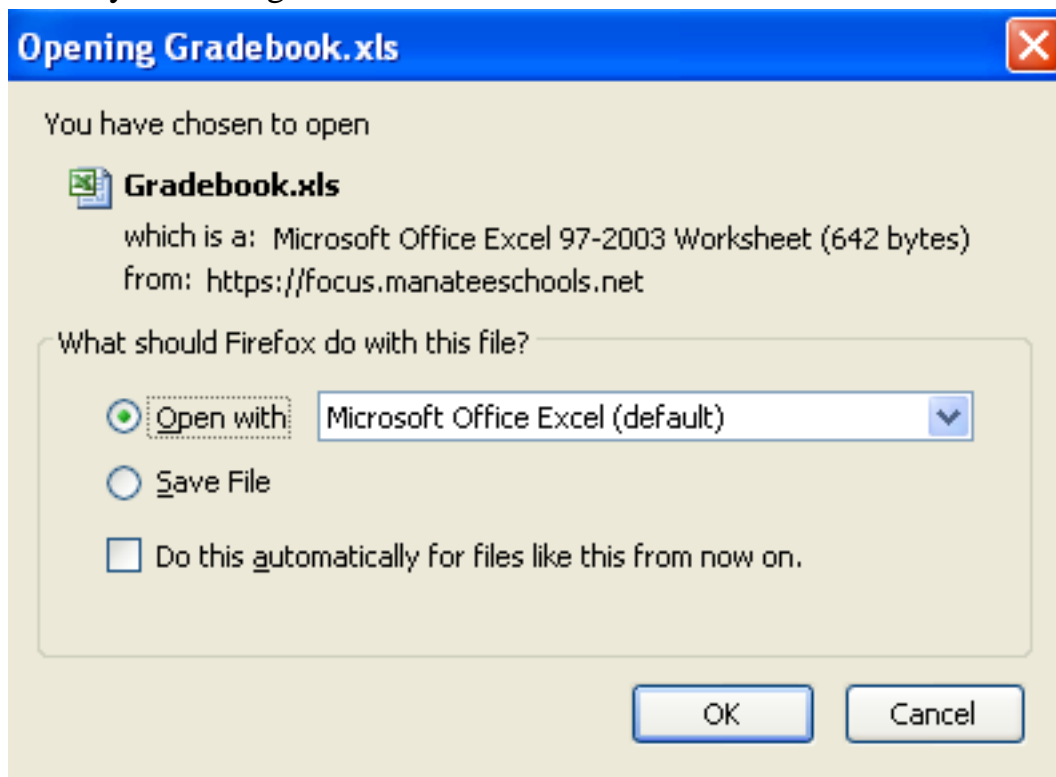 Opening Gradebook.xls
You have chosen to open
Gradebook.xls
which is a: Microsoft Office Excel 97-2003 Worksheet (642 bytes)
from: https://focus.manateeschools.net
What should Firefox do with this file?
Open with Microsoft Office Excel (default)
Save File
Do this automatically for files like this from now on.
OK Cancel